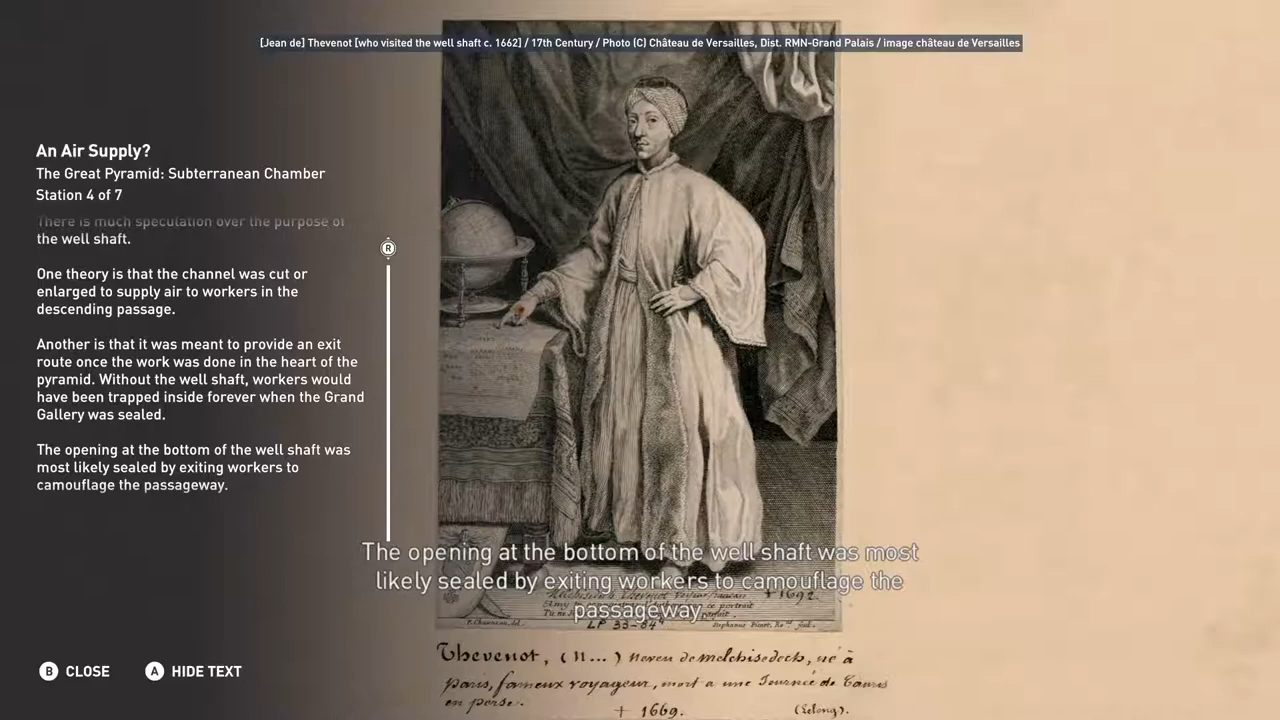 [Jean de] Thevenot [who visited the well shaft c. 1662] / 17th Century / Photo (C) Château de Versailles, Dist. RMN-Grand Palais / image château de Versailles
An Air Supply?
The Great Pyramid: Subterranean Chamber
Station 4 of 7
There is much speculation over the purpose of
the well shaft.
One theory is that the channel was cut or
enlarged to supply air to workers in the
descending passage.
Another is that it was meant to provide an exit
route once the work was done in the heart of the
pyramid. Without the well shaft, workers would
have been trapped inside forever when the Grand
Gallery was sealed.
The opening at the bottom of the well shaft was
most likely sealed by exiting workers to
camouflage the passageway.
R
The opening at the bottom of the well shaft was most
likely sealed by exiting workers to camouflage the
passageway.
Thevenot
+ 1692.
ce portrait
LP 33-84
Thevenot, (N...) neveu de melchisedech, né à
paris, fameux voyageur, mort a une Journée de Tauris
en perse.
+ 1669. (Lelong).
B CLOSE
A HIDE TEXT